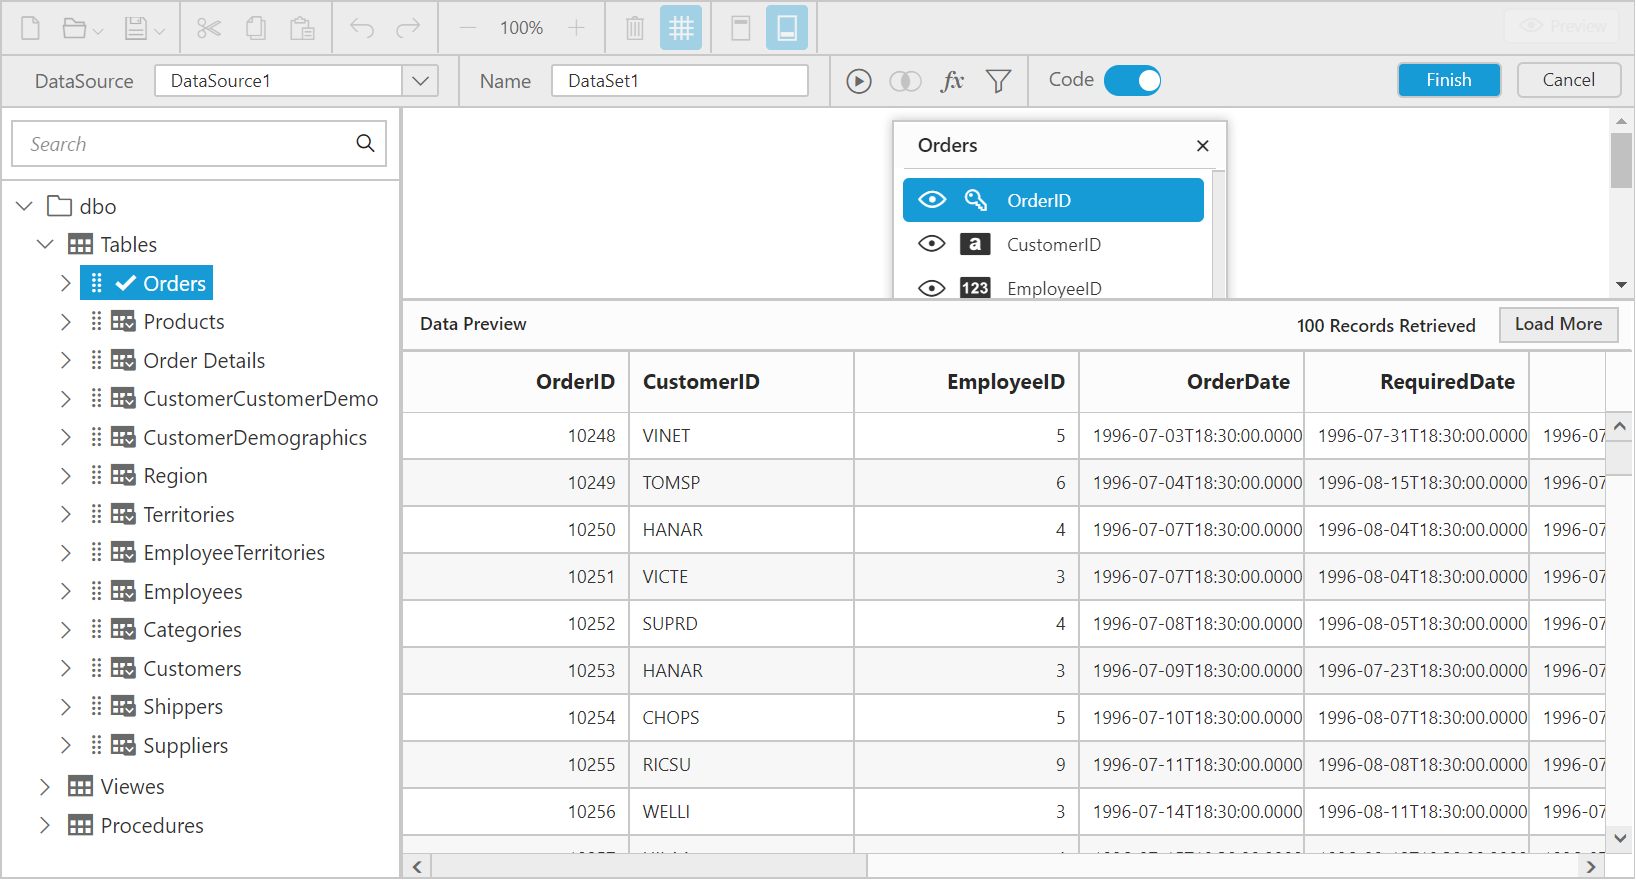 100%
Preview
DataSource DataSource1 Name DataSet1 fx Code Finish Cancel
Search
dbo
Tables
Orders
Products
Order Details
CustomerCustomerDemo
CustomerDemographics
Region
Territories
EmployeeTerritories
Employees
Categories
Customers
Shippers
Suppliers
Viewes
Procedures
Orders
OrderID
a CustomerID
123 EmployeeID
Data Preview 100 Records Retrieved Load More
OrderID CustomerID EmployeeID OrderDate RequiredDate
10248 VINET 5 1996-07-03T18:30:00.0000 1996-07-31T18:30:00.0000 1996-07
10249 TOMSP 6 1996-07-04T18:30:00.0000 1996-08-15T18:30:00.0000 1996-07
10250 HANAR 4 1996-07-07T18:30:00.0000 1996-08-04T18:30:00.0000 1996-07
10251 VICTE 3 1996-07-07T18:30:00.0000 1996-08-04T18:30:00.0000 1996-07
10252 SUPRD 4 1996-07-08T18:30:00.0000 1996-08-05T18:30:00.0000 1996-07
10253 HANAR 3 1996-07-09T18:30:00.0000 1996-07-23T18:30:00.0000 1996-07
10254 CHOPS 5 1996-07-10T18:30:00.0000 1996-08-07T18:30:00.0000 1996-07
10255 RICSU 9 1996-07-11T18:30:00.0000 1996-08-08T18:30:00.0000 1996-07
10256 WELLI 3 1996-07-14T18:30:00.0000 1996-08-11T18:30:00.0000 1996-07